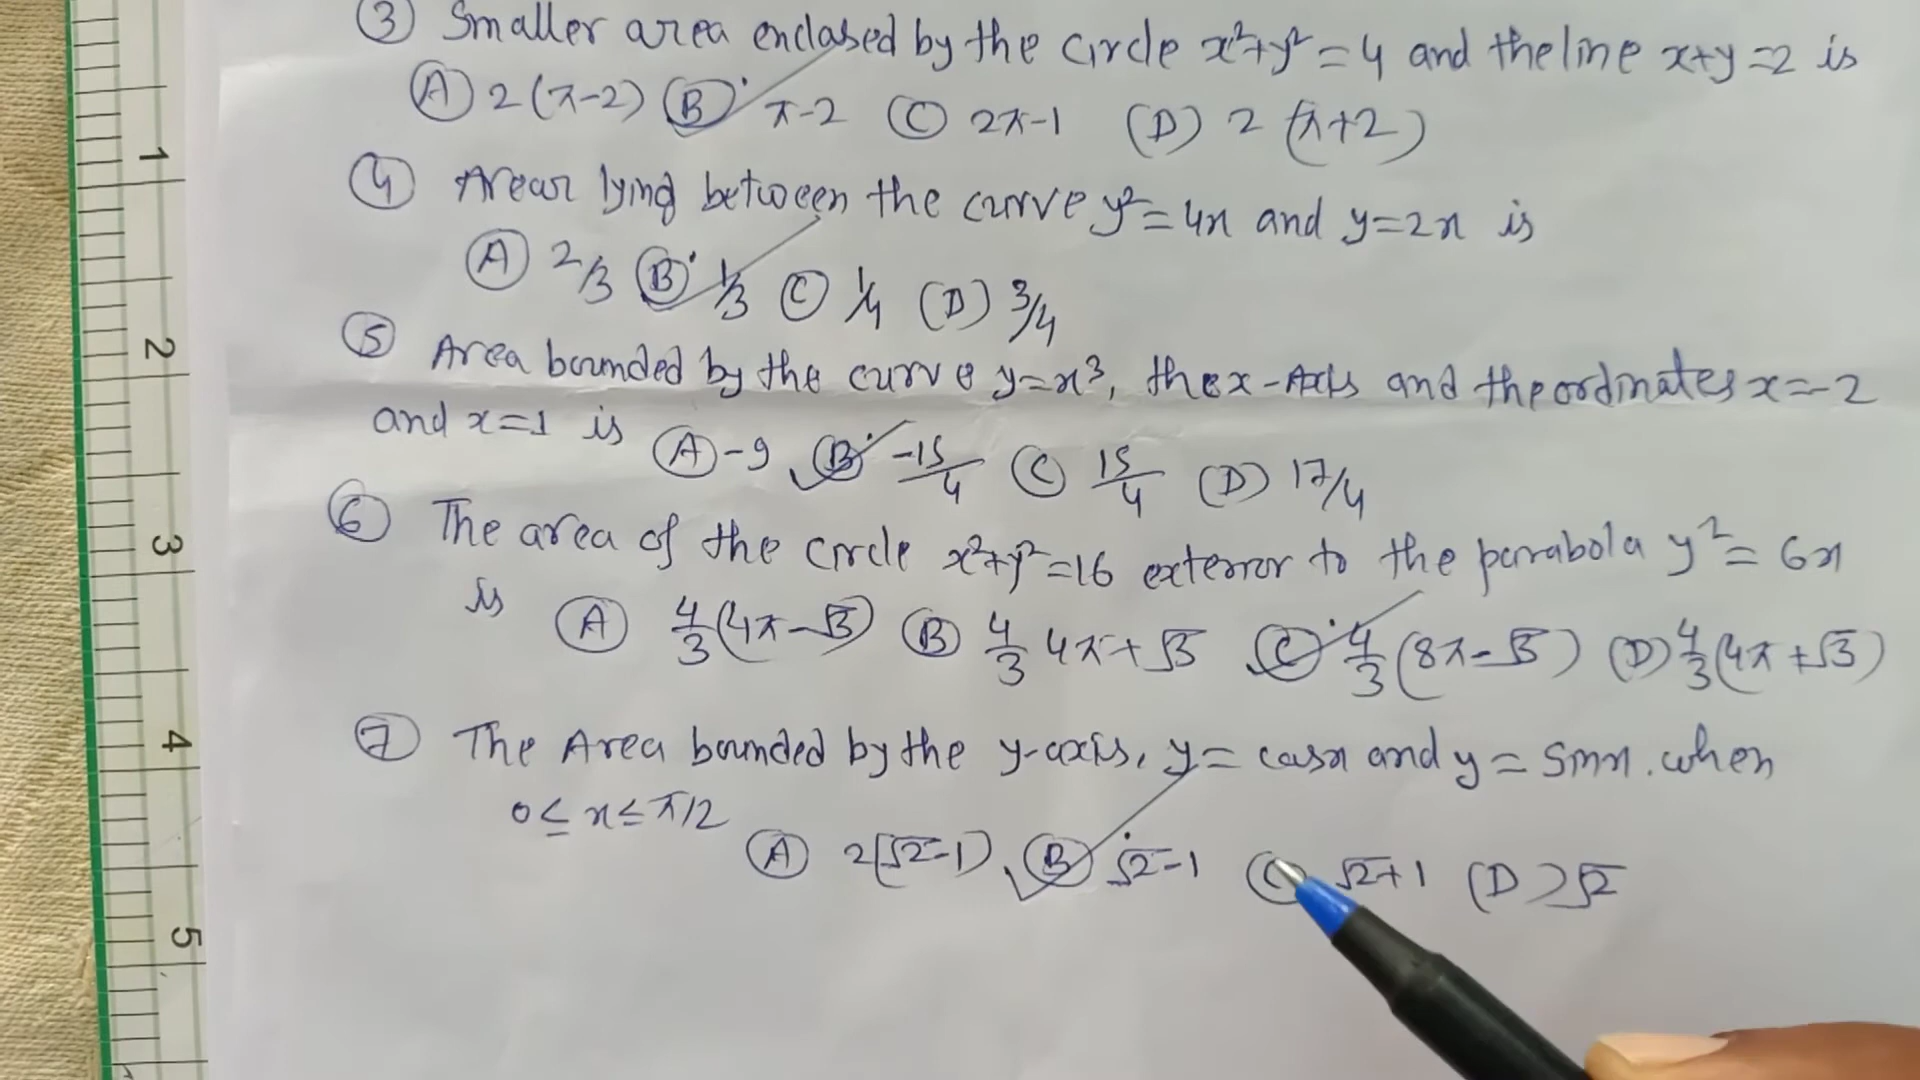 ③ Smaller area enclosed by the circle x²+y²=4 and the line x+y=2 is
Ⓐ 2(π-2) Ⓑ π-2 Ⓒ 2π-1 (D) 2(π+2)
1
④ Area lying between the curve y²=4x and y=2x is
Ⓐ 2/3 Ⓑ 1/3 Ⓒ 1/4 (D) 3/4
2
⑤ Area bounded by the curve y=x³, the x-Axis and the ordinates x=-2
and x=1 is Ⓐ -9 Ⓑ -15/4 Ⓒ 15/4 (D) 17/4
⑥ The area of the circle x²+y²=16 exterior to the parabola y²=6x
3
is Ⓐ 4/3(4π-√3) Ⓑ 4/3 4π+√3 Ⓒ 4/3(8π-√3) (D) 4/3(4π+√3)
⑦ The Area bounded by the y-axis, y=cosx and y=sinx. when
4
0≤x≤π/2
Ⓐ 2(√2-1) Ⓑ √2-1 Ⓒ √2+1 (D) √2
5